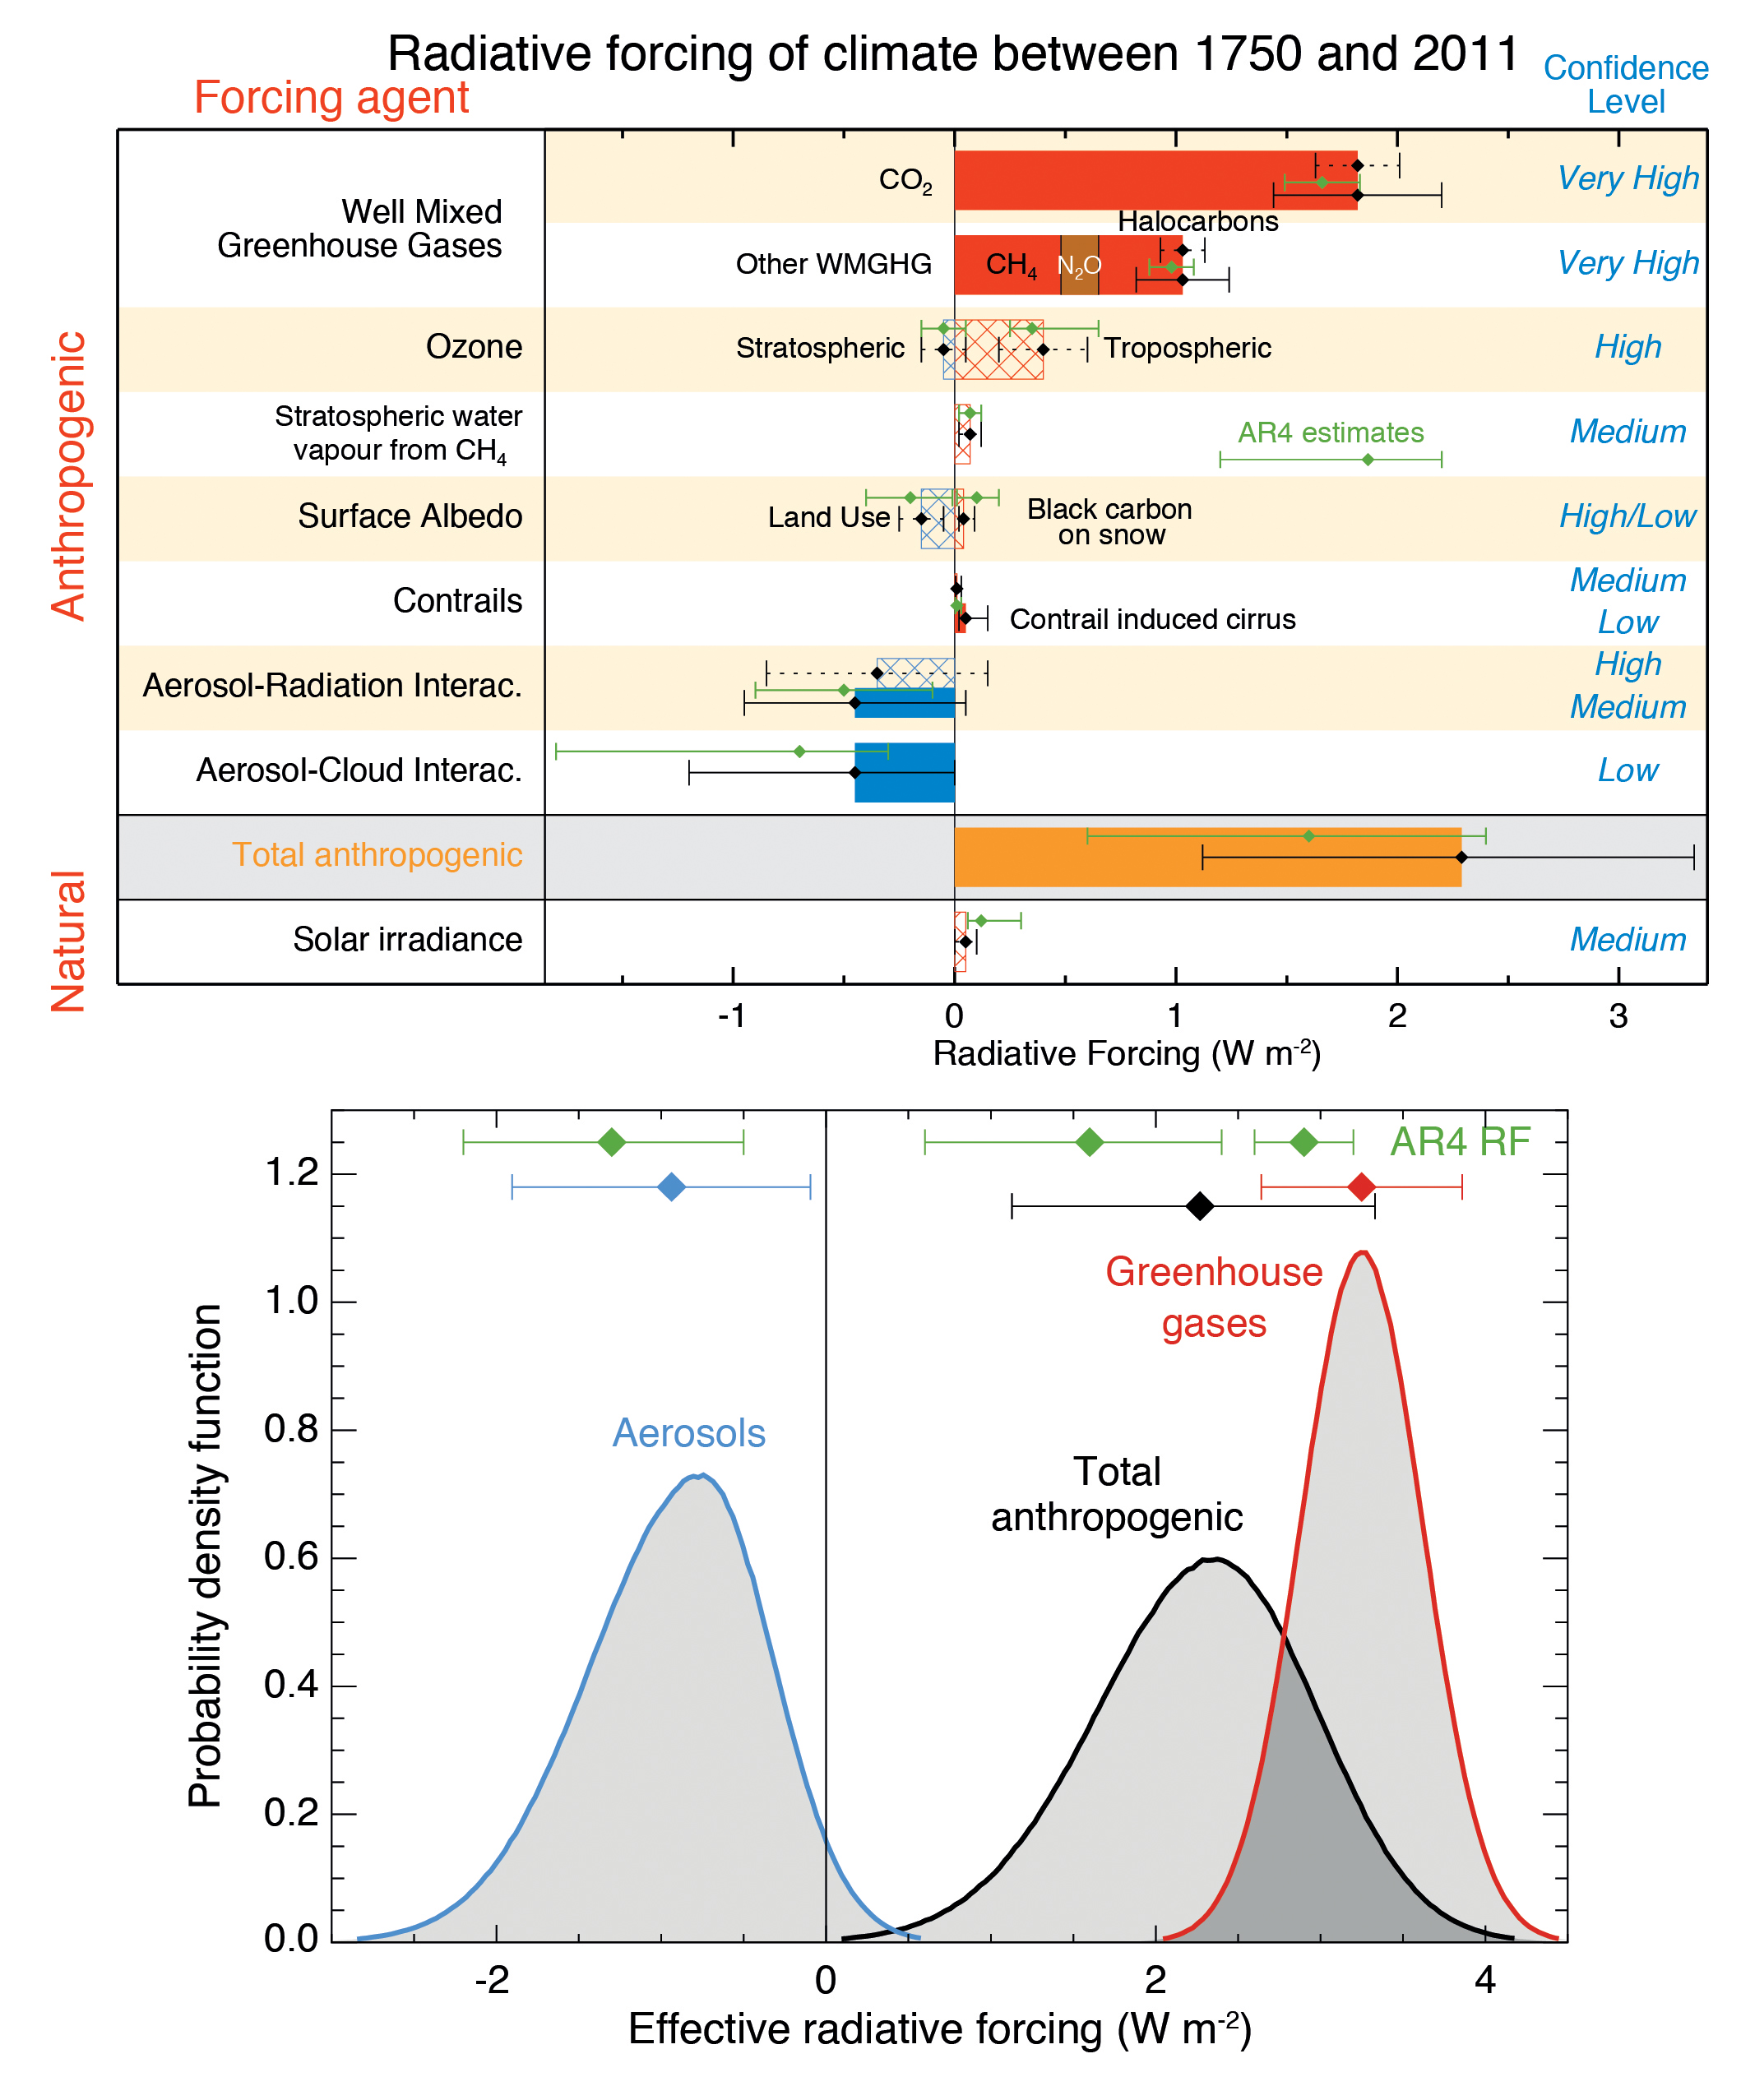 Radiative forcing of climate between 1750 and 2011
Forcing agent
Confidence
Level
Anthropogenic
Natural
Well Mixed
Greenhouse Gases
CO2
Very High
Halocarbons
Other WMGHG
CH4
N2O
Very High
Ozone
Stratospheric
Tropospheric
High
Stratospheric water
vapour from CH4
AR4 estimates
Medium
Surface Albedo
Land Use
Black carbon
on snow
High/Low
Contrails
Medium
Contrail induced cirrus
Low
Aerosol-Radiation Interac.
High
Medium
Aerosol-Cloud Interac.
Low
Total anthropogenic
Solar irradiance
Medium
-1 0 1 2 3
Radiative Forcing (W m-2)
AR4 RF
Greenhouse
gases
Aerosols
Total
anthropogenic
Probability density function
1.2
1.0
0.8
0.6
0.4
0.2
0.0
-2 0 2 4
Effective radiative forcing (W m-2)